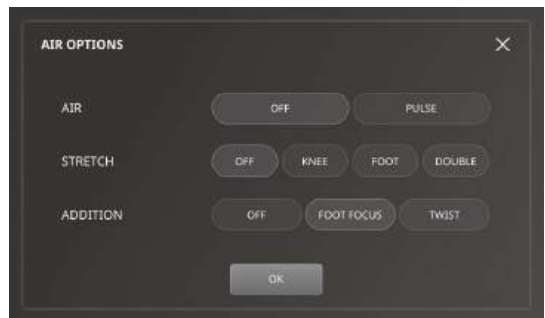 AIR OPTIONS
AIR OFF PULSE
STRETCH OFF KNEE FOOT DOUBLE
ADDITION OFF FOOT FOCUS TWIST
OK